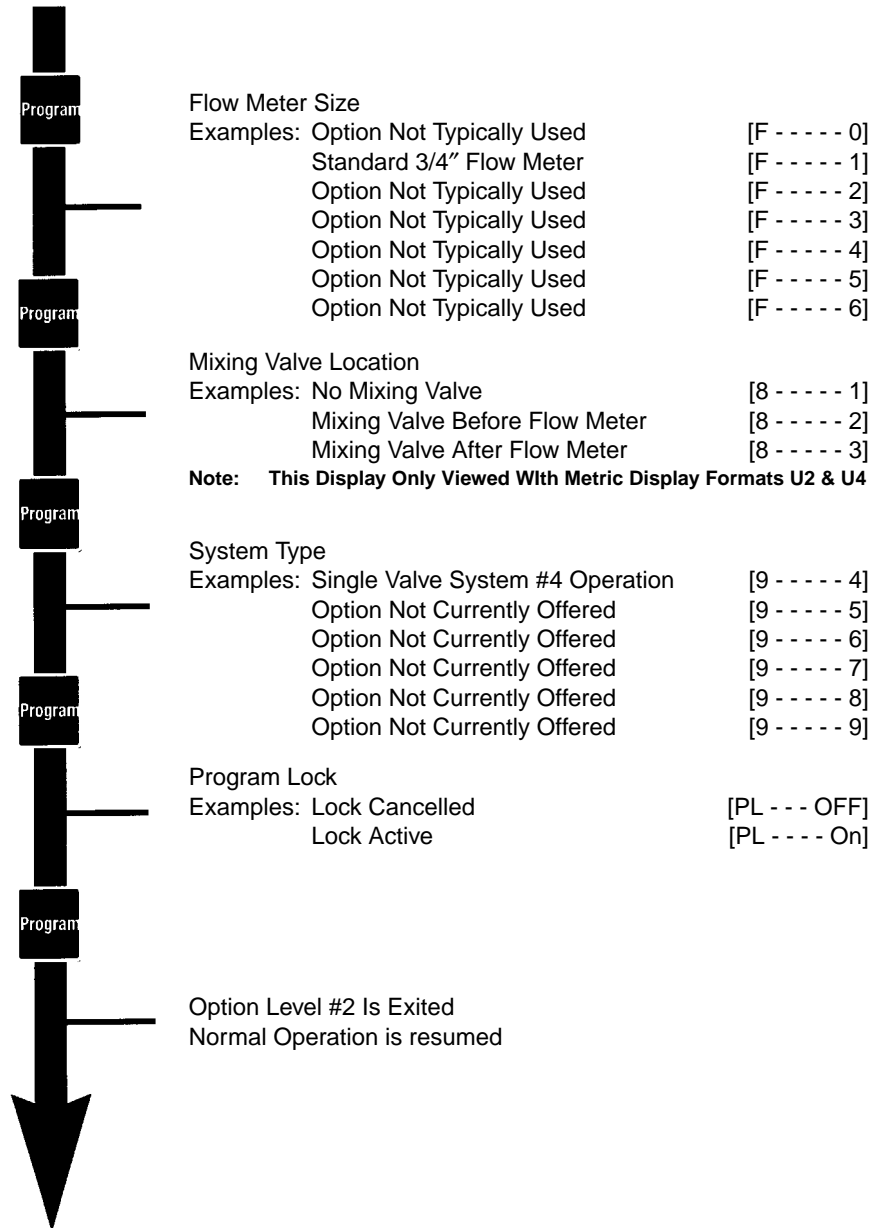 Program
Flow Meter Size
Examples: Option Not Typically Used [F - - - - - 0]
Standard 3/4″ Flow Meter [F - - - - - 1]
Option Not Typically Used [F - - - - - 2]
Option Not Typically Used [F - - - - - 3]
Option Not Typically Used [F - - - - - 4]
Option Not Typically Used [F - - - - - 5]
Option Not Typically Used [F - - - - - 6]
Program
Mixing Valve Location
Examples: No Mixing Valve [8 - - - - - 1]
Mixing Valve Before Flow Meter [8 - - - - - 2]
Mixing Valve After Flow Meter [8 - - - - - 3]
Note: This Display Only Viewed WIth Metric Display Formats U2 & U4
Program
System Type
Examples: Single Valve System #4 Operation [9 - - - - - 4]
Option Not Currently Offered [9 - - - - - 5]
Option Not Currently Offered [9 - - - - - 6]
Option Not Currently Offered [9 - - - - - 7]
Option Not Currently Offered [9 - - - - - 8]
Option Not Currently Offered [9 - - - - - 9]
Program
Program Lock
Examples: Lock Cancelled [PL - - - OFF]
Lock Active [PL - - - - On]
Program
Option Level #2 Is Exited
Normal Operation is resumed